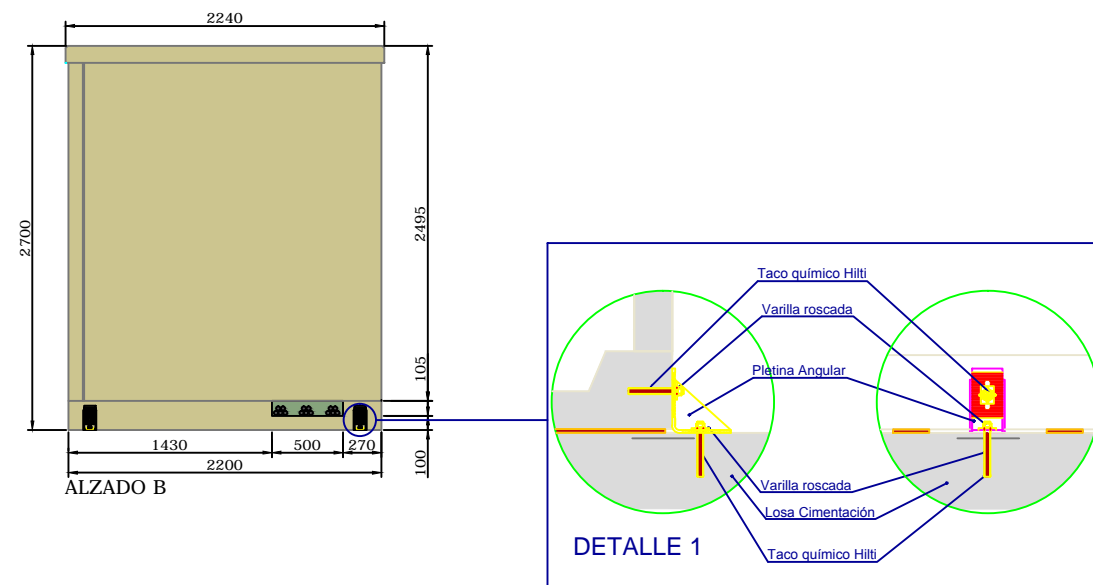 2240
2700
2495
105
100
1430
500
270
2200
ALZADO B
Taco químico Hilti
Varilla roscada
Pletina Angular
Varilla roscada
Losa Cimentación
Taco químico Hilti
DETALLE 1